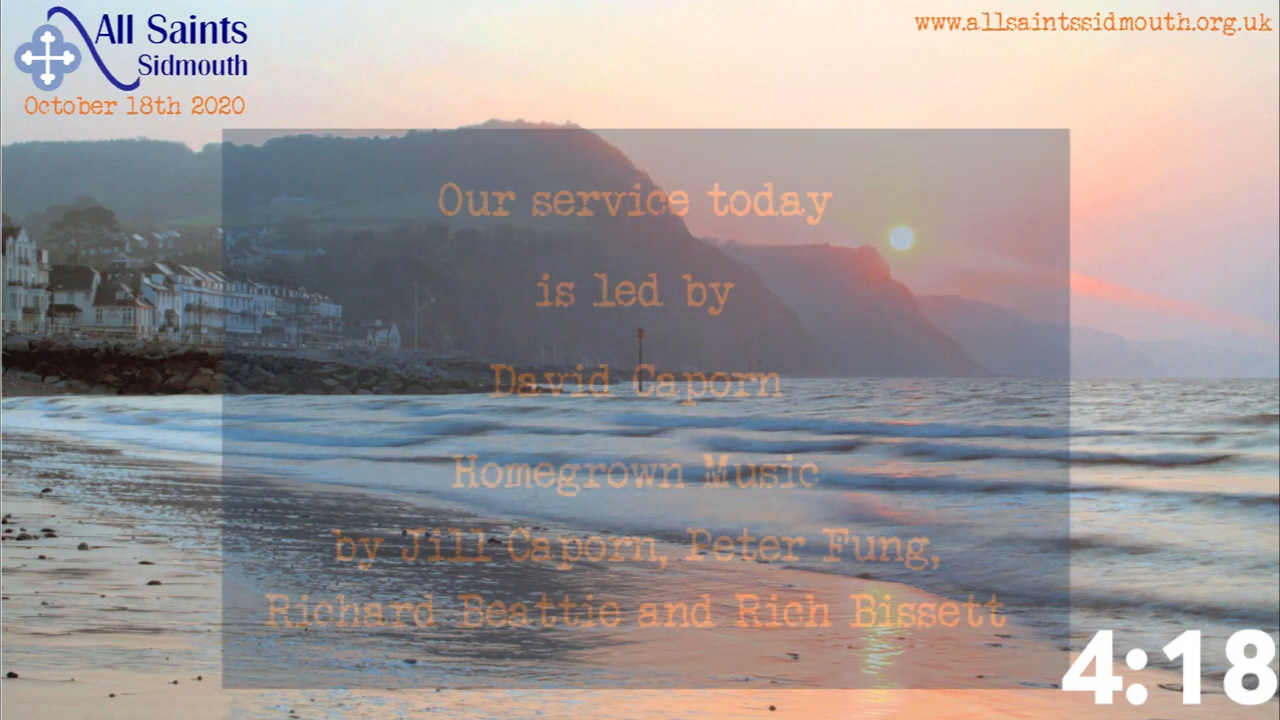 All Saints
Sidmouth
October 18th 2020
www.allsaintssidmouth.org.uk
Our service today
is led by
David Caporn
Homegrown Music
by Jill Caporn, Peter Fung,
Richard Beattie and Rich Bissett
4:18